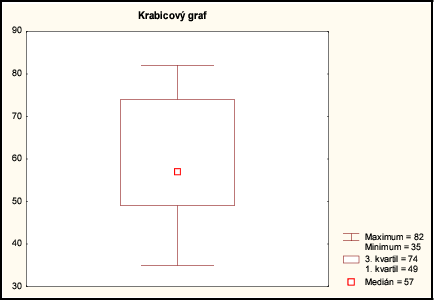 Krabicový graf
90
80
70
60
50
40
30
Maximum = 82
Minimum = 35
3. kvartil = 74
1. kvartil = 49
Medián = 57